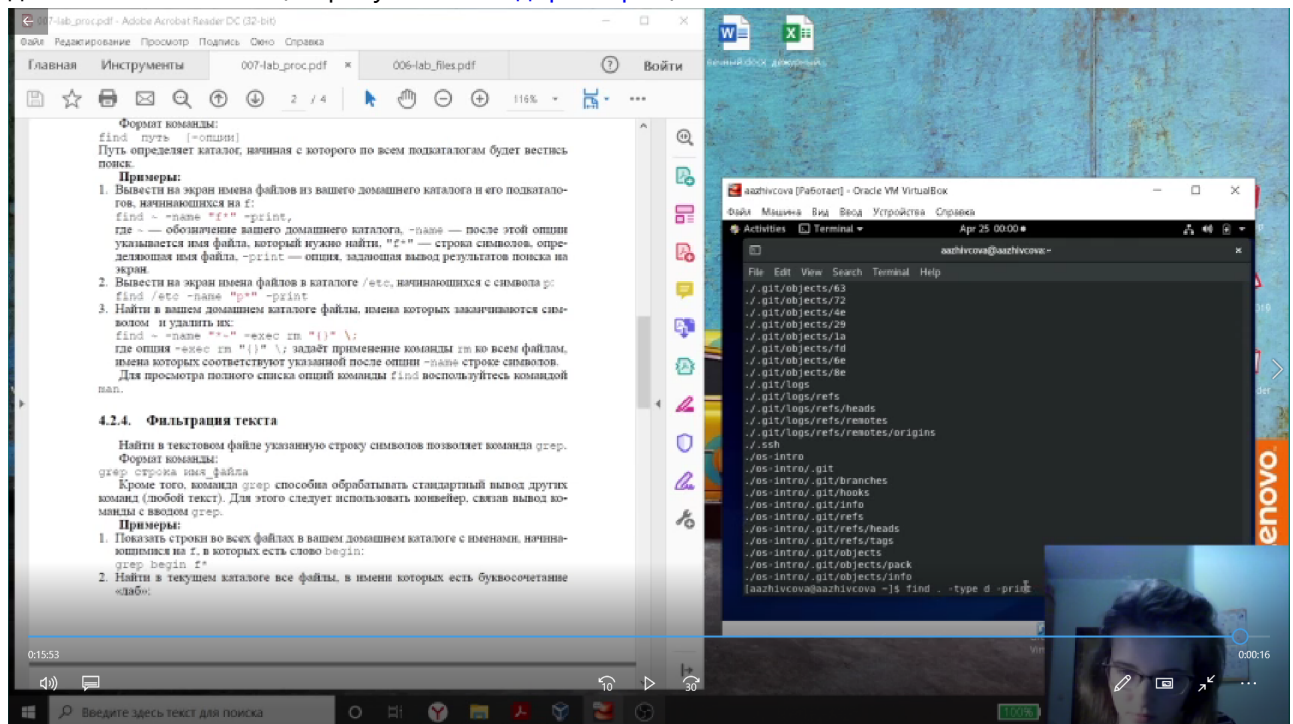 007-lab_proc.pdf - Adobe Acrobat Reader DC (32-bit)
Файл Редактирование Просмотр Подпись Окно Справка
Главная Инструменты 007-lab_proc.pdf × 006-lab_files.pdf Войти
2 / 4 116%
Формат команды:
find путь [-опции]
Путь определяет каталог, начиная с которого по всем подкаталогам будет вестись
поиск.
Примеры:
1. Вывести на экран имена файлов из вашего домашнего каталога и его подкатало-
гов, начинающихся на f:
find ~ -name "f*" -print,
где ~ — обозначение вашего домашнего каталога, -name — после этой опции
указывается имя файла, который нужно найти, "f*" — строка символов, опре-
деляющая имя файла, -print — опция, задающая вывод результатов поиска на
экран.
2. Вывести на экран имена файлов в каталоге /etc, начинающихся с символа p:
find /etc -name "p*" -print
3. Найти в вашем домашнем каталоге файлы, имена которых заканчиваются сим-
волом и удалить их:
find ~ -name "*~" -exec rm "{}" \;
где опция -exec rm "{}" \; задаёт применение команды rm ко всем файлам,
имена которых соответствуют указанной после опции -name строке символов.
Для просмотра полного списка опций команды find воспользуйтесь командой
man.
4.2.4. Фильтрация текста
Найти в текстовом файле указанную строку символов позволяет команда grep.
Формат команды:
grep строка имя_файла
Кроме того, команда grep способна обрабатывать стандартный вывод других
команд (любой текст). Для этого следует использовать конвейер, связав вывод ко-
манды с вводом grep.
Примеры:
1. Показать строки во всех файлах в вашем домашнем каталоге с именами, начина-
ющимися на f, в которых есть слово begin:
grep begin f*
2. Найти в текущем каталоге все файлы, в имени которых есть буквосочетание
«лаб»:
aazhivcova [Работает] - Oracle VM VirtualBox
Файл Машина Вид Ввод Устройства Справка
Activities Terminal Apr 25 00:00
aazhivcova@aazhivcova:~
File Edit View Search Terminal Help
./.git/objects/63
./.git/objects/72
./.git/objects/4e
./.git/objects/29
./.git/objects/1a
./.git/objects/fd
./.git/objects/6e
./.git/objects/8e
./.git/logs
./.git/logs/refs
./.git/logs/refs/heads
./.git/logs/refs/remotes
./.git/logs/refs/remotes/origins
./.ssh
./os-intro
./os-intro/.git
./os-intro/.git/branches
./os-intro/.git/hooks
./os-intro/.git/info
./os-intro/.git/refs
./os-intro/.git/refs/heads
./os-intro/.git/refs/tags
./os-intro/.git/objects
./os-intro/.git/objects/pack
./os-intro/.git/objects/info
[aazhivcova@aazhivcova ~]$ find . -type d -print
enovo.
0:15:53 0:00:16
10 30
Введите здесь текст для поиска
100%